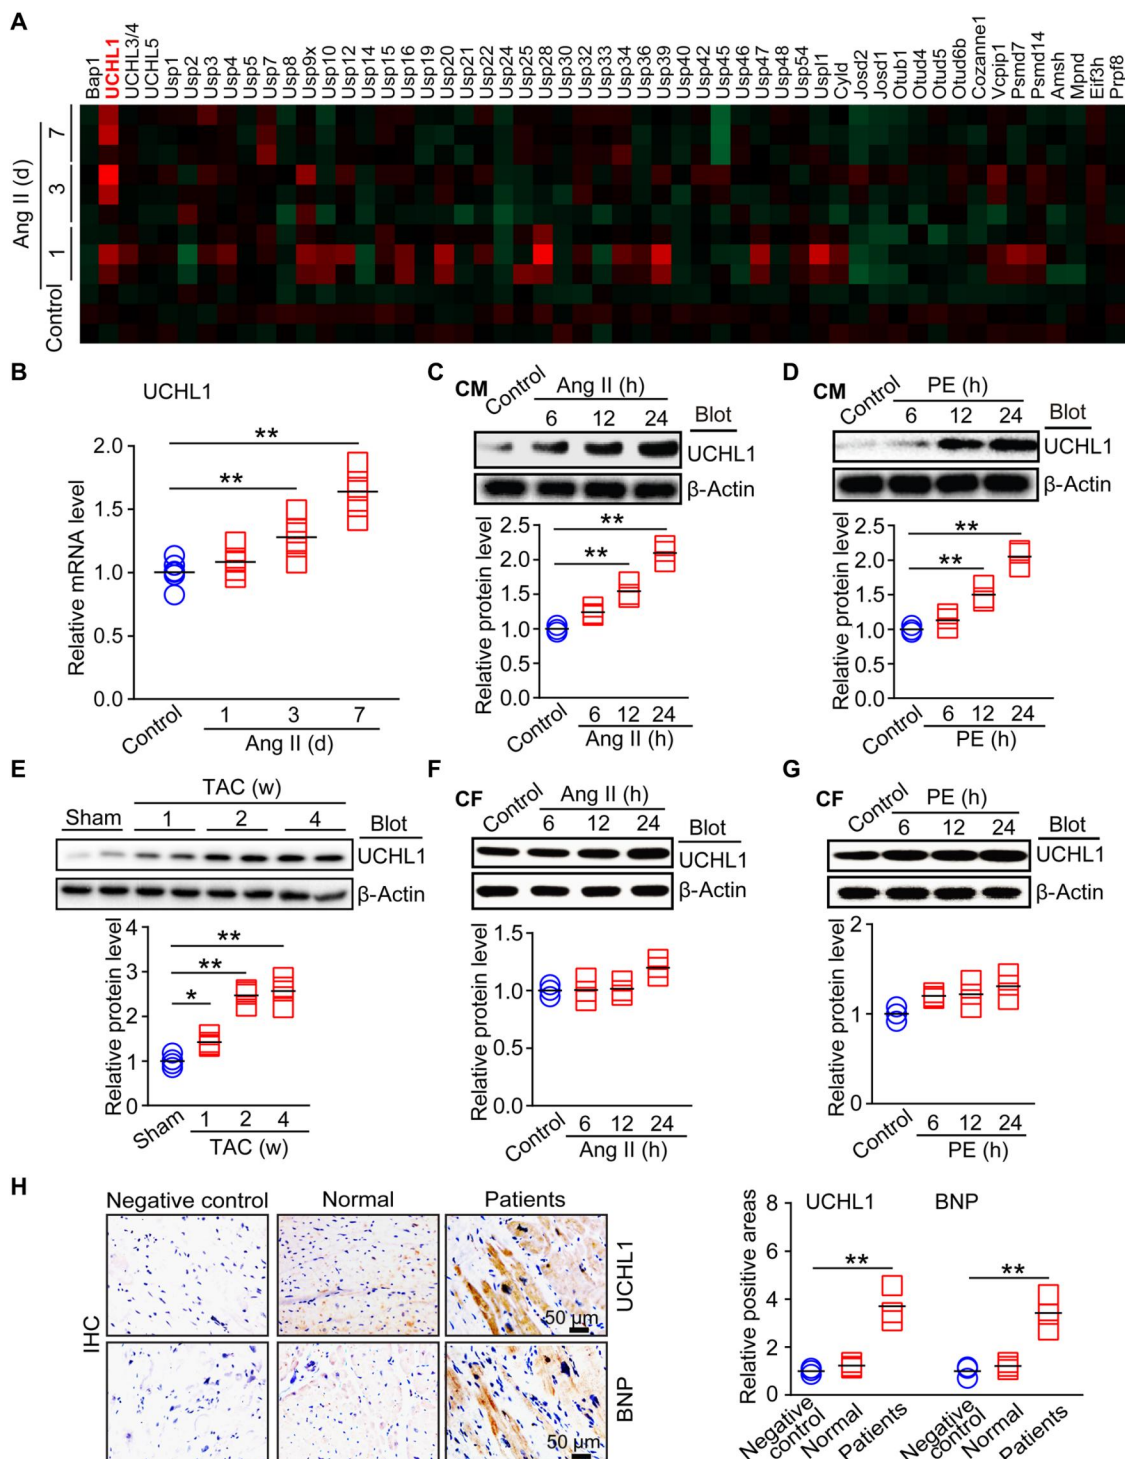 A
Bap1
UCHL1
UCHL3/4
UCHL5
Usp1
Usp2
Usp3
Usp4
Usp5
Usp7
Usp8
Usp9x
Usp10
Usp12
Usp14
Usp15
Usp16
Usp19
Usp20
Usp21
Usp22
Usp24
Usp25
Usp28
Usp30
Usp32
Usp33
Usp34
Usp36
Usp39
Usp40
Usp42
Usp45
Usp46
Usp47
Usp48
Usp54
Uspl1
Cyld
Josd2
Josd1
Otub1
Otud4
Otud5
Otud6b
Cozanne1
Vcpip1
Psmd7
Psmd14
Amsh
Mpnd
Eif3h
Prpf8
Ang II (d)
7
3
1
Control
B
UCHL1
**
**
Relative mRNA level
2.0
1.5
1.0
0.5
0.0
Control
1 3 7
Ang II (d)
C
CM
Control
Ang II (h)
6 12 24
Blot
UCHL1
β-Actin
Relative protein level
2.5
2.0
1.5
1.0
0.5
0.0
**
**
Control
6 12 24
Ang II (h)
D
CM
Control
PE (h)
6 12 24
Blot
UCHL1
β-Actin
Relative protein level
2.5
2.0
1.5
1.0
0.5
0.0
**
**
Control
6 12 24
PE (h)
E
TAC (w)
Sham 1 2 4
Blot
UCHL1
β-Actin
Relative protein level
4
3
2
1
0
**
**
*
Sham
1 2 4
TAC (w)
F
CF
Control
Ang II (h)
6 12 24
Blot
UCHL1
β-Actin
Relative protein level
1.5
1.0
0.5
0.0
Control
6 12 24
Ang II (h)
G
CF
Control
PE (h)
6 12 24
Blot
UCHL1
β-Actin
Relative protein level
2
1
0
Control
6 12 24
PE (h)
H
Negative control Normal Patients
IHC
UCHL1
50 µm
BNP
50 µm
UCHL1 BNP
Relative positive areas
8
6
4
2
0
**
**
Negative control
Normal
Patients
Negative control
Normal
Patients